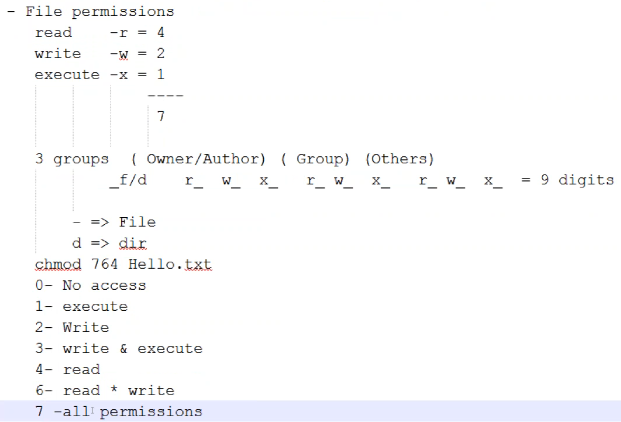 - File permissions
read -r = 4
write -w = 2
execute -x = 1
----
7
3 groups ( Owner/Author) ( Group) (Others)
_f/d r_ w_ x_ r_ w_ x_ r_ w_ x_ = 9 digits
- => File
d => dir
chmod 764 Hello.txt
0- No access
1- execute
2- Write
3- write & execute
4- read
6- read * write
7 -all permissions